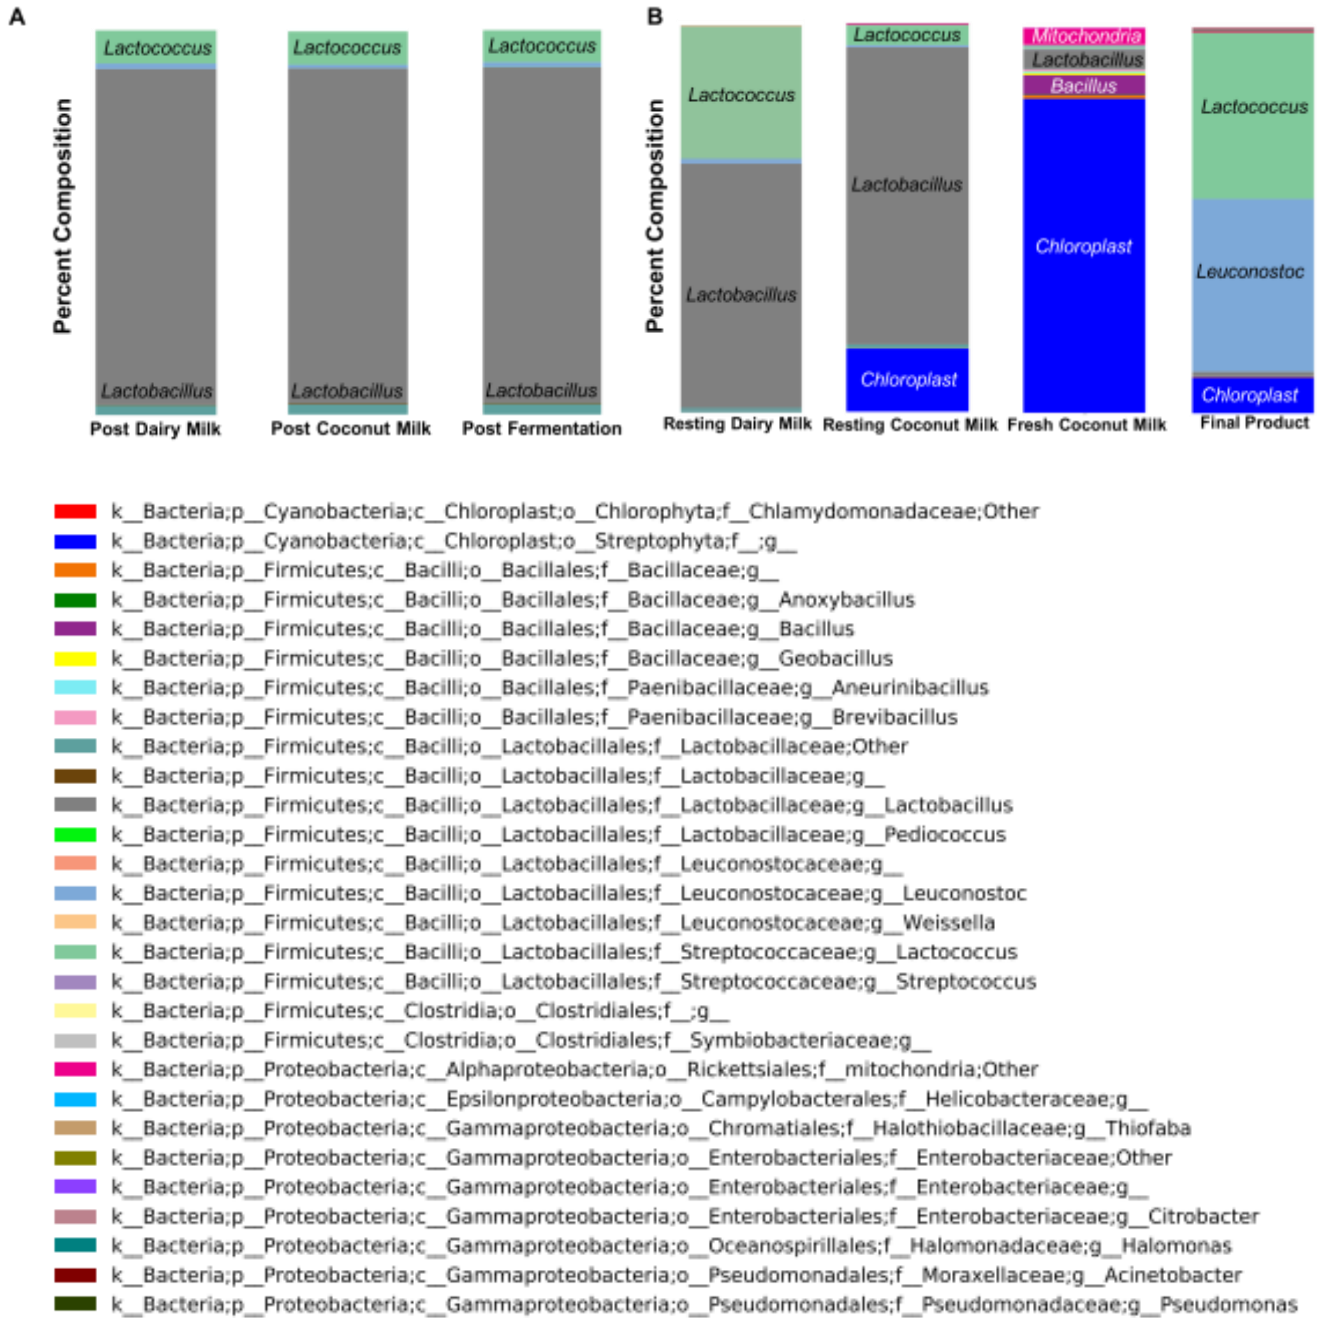 A
B
Percent Composition
Lactococcus
Lactobacillus
Post Dairy Milk
Lactococcus
Lactobacillus
Post Coconut Milk
Lactococcus
Lactobacillus
Post Fermentation
Percent Composition
Lactococcus
Lactobacillus
Resting Dairy Milk
Lactococcus
Lactobacillus
Chloroplast
Resting Coconut Milk
Mitochondria
Lactobacillus
Bacillus
Chloroplast
Fresh Coconut Milk
Lactococcus
Leuconostoc
Chloroplast
Final Product
k__Bacteria;p__Cyanobacteria;c__Chloroplast;o__Chlorophyta;f__Chlamydomonadaceae;Other
k__Bacteria;p__Cyanobacteria;c__Chloroplast;o__Streptophyta;f__;g__
k__Bacteria;p__Firmicutes;c__Bacilli;o__Bacillales;f__Bacillaceae;g__
k__Bacteria;p__Firmicutes;c__Bacilli;o__Bacillales;f__Bacillaceae;g__Anoxybacillus
k__Bacteria;p__Firmicutes;c__Bacilli;o__Bacillales;f__Bacillaceae;g__Bacillus
k__Bacteria;p__Firmicutes;c__Bacilli;o__Bacillales;f__Bacillaceae;g__Geobacillus
k__Bacteria;p__Firmicutes;c__Bacilli;o__Bacillales;f__Paenibacillaceae;g__Aneurinibacillus
k__Bacteria;p__Firmicutes;c__Bacilli;o__Bacillales;f__Paenibacillaceae;g__Brevibacillus
k__Bacteria;p__Firmicutes;c__Bacilli;o__Lactobacillales;f__Lactobacillaceae;Other
k__Bacteria;p__Firmicutes;c__Bacilli;o__Lactobacillales;f__Lactobacillaceae;g__
k__Bacteria;p__Firmicutes;c__Bacilli;o__Lactobacillales;f__Lactobacillaceae;g__Lactobacillus
k__Bacteria;p__Firmicutes;c__Bacilli;o__Lactobacillales;f__Lactobacillaceae;g__Pediococcus
k__Bacteria;p__Firmicutes;c__Bacilli;o__Lactobacillales;f__Leuconostocaceae;g__
k__Bacteria;p__Firmicutes;c__Bacilli;o__Lactobacillales;f__Leuconostocaceae;g__Leuconostoc
k__Bacteria;p__Firmicutes;c__Bacilli;o__Lactobacillales;f__Leuconostocaceae;g__Weissella
k__Bacteria;p__Firmicutes;c__Bacilli;o__Lactobacillales;f__Streptococcaceae;g__Lactococcus
k__Bacteria;p__Firmicutes;c__Bacilli;o__Lactobacillales;f__Streptococcaceae;g__Streptococcus
k__Bacteria;p__Firmicutes;c__Clostridia;o__Clostridiales;f__;g__
k__Bacteria;p__Firmicutes;c__Clostridia;o__Clostridiales;f__Symbiobacteriaceae;g__
k__Bacteria;p__Proteobacteria;c__Alphaproteobacteria;o__Rickettsiales;f__mitochondria;Other
k__Bacteria;p__Proteobacteria;c__Epsilonproteobacteria;o__Campylobacterales;f__Helicobacteraceae;g__
k__Bacteria;p__Proteobacteria;c__Gammaproteobacteria;o__Chromatiales;f__Halothiobacillaceae;g__Thiofaba
k__Bacteria;p__Proteobacteria;c__Gammaproteobacteria;o__Enterobacteriales;f__Enterobacteriaceae;Other
k__Bacteria;p__Proteobacteria;c__Gammaproteobacteria;o__Enterobacteriales;f__Enterobacteriaceae;g__
k__Bacteria;p__Proteobacteria;c__Gammaproteobacteria;o__Enterobacteriales;f__Enterobacteriaceae;g__Citrobacter
k__Bacteria;p__Proteobacteria;c__Gammaproteobacteria;o__Oceanospirillales;f__Halomonadaceae;g__Halomonas
k__Bacteria;p__Proteobacteria;c__Gammaproteobacteria;o__Pseudomonadales;f__Moraxellaceae;g__Acinetobacter
k__Bacteria;p__Proteobacteria;c__Gammaproteobacteria;o__Pseudomonadales;f__Pseudomonadaceae;g__Pseudomonas